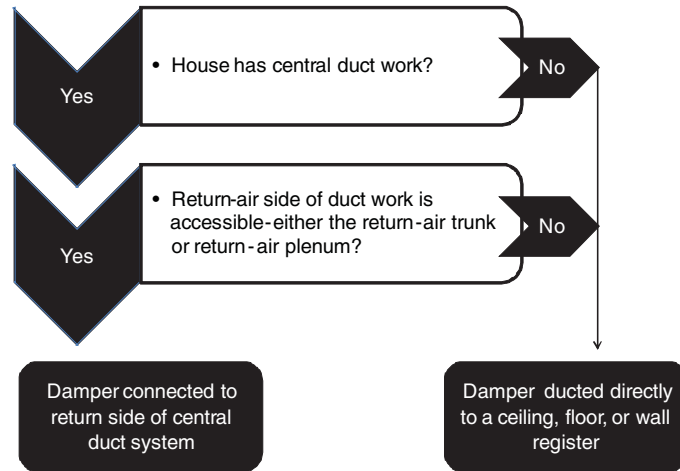 • House has central duct work?
No
Yes
• Return-air side of duct work is
accessible-either the return-air trunk
or return-air plenum?
No
Yes
Damper connected to
return side of central
duct system
Damper ducted directly
to a ceiling, floor, or wall
register